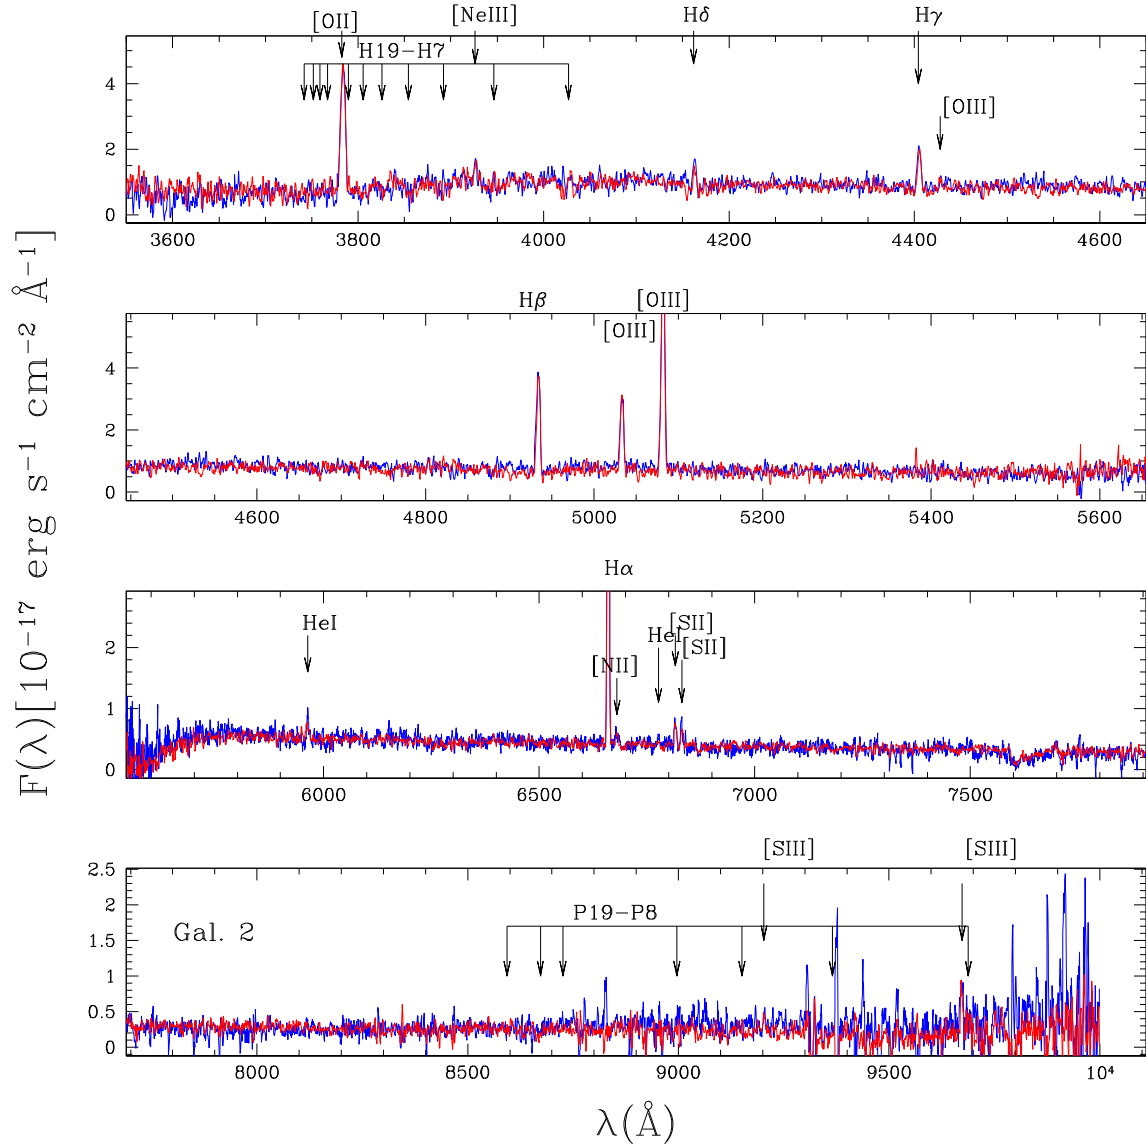 [OII] [NeIII] Hδ Hγ
H19−H7
[OIII]
4
2
0
3600 3800 4000 4200 4400 4600
Hβ [OIII]
[OIII]
4
2
0
4600 4800 5000 5200 5400 5600
Hα
HeI [SII]
HeI
[SII]
[NII]
2
1
0
6000 6500 7000 7500
[SIII] [SIII]
P19−P8
Gal. 2
2.5
2
1.5
1
0.5
0
8000 8500 9000 9500 10⁴
λ(Å)
F(λ)[10⁻¹⁷ erg s⁻¹ cm⁻² Å⁻¹]